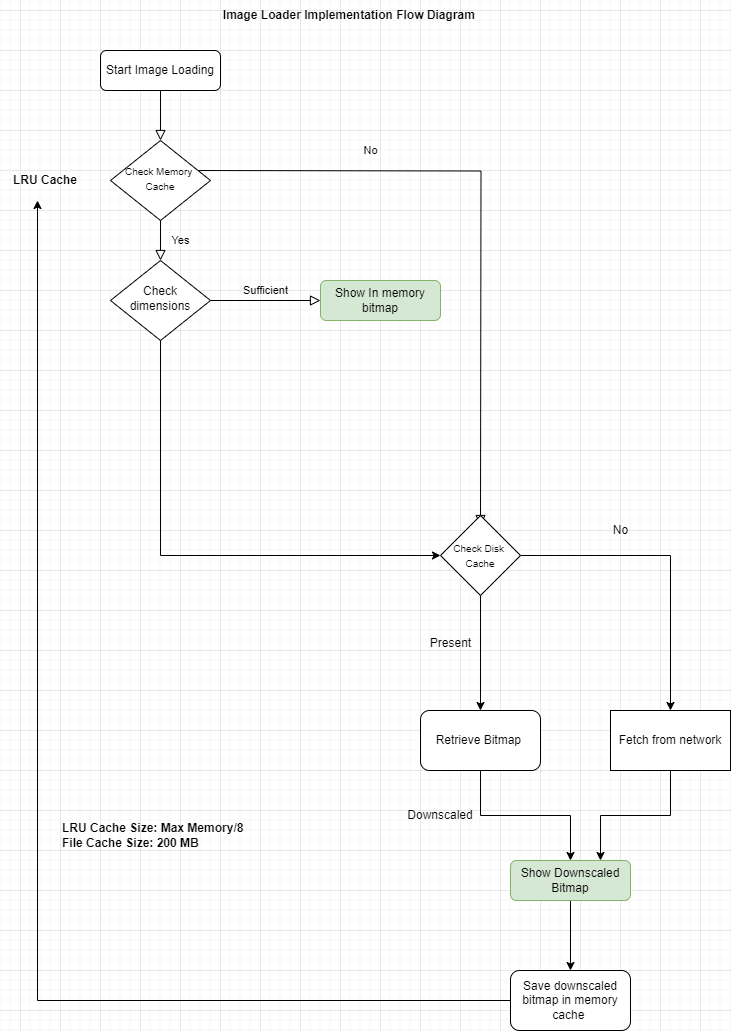 Image Loader Implementation Flow Diagram
Start Image Loading
No
Check Memory
Cache
LRU Cache
Yes
Check
dimensions
Sufficient
Show In memory
bitmap
No
Check Disk
Cache
Present
Retrieve Bitmap
Fetch from network
Downscaled
LRU Cache Size: Max Memory/8
File Cache Size: 200 MB
Show Downscaled
Bitmap
Save downscaled
bitmap in memory
cache